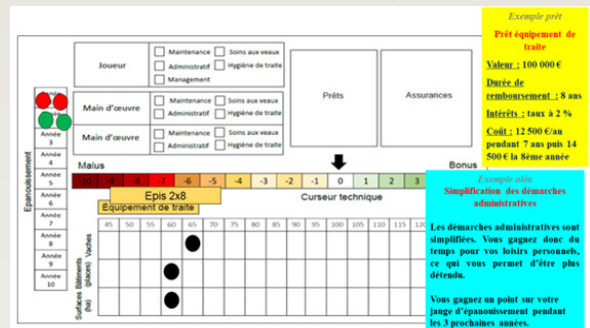 Exemple prêt
Prêt équipement de
traite
Valeur : 100 000 €
Durée de
remboursement : 8 ans
Intérêts : taux à 2 %
Coût : 12 500 €/an
pendant 7 ans puis 14
500 € la 8ème année
Joueur
Maintenance
Soins aux veaux
Administratif
Hygiène de traite
Management
Main d'œuvre
Maintenance
Soins aux veaux
Administratif
Hygiène de traite
Main d'œuvre
Maintenance
Soins aux veaux
Administratif
Hygiène de traite
Prêts
Assurances
Epanouissement
Année
3
Année
4
Année
5
Année
6
Année
7
Année
8
Année
9
Année
10
Malus
Bonus
-10 -9 -8 -7 -6 -5 -4 -3 -2 -1 0 1 2 3
Curseur technique
Epis 2x8
Équipement de traite
45 50 55 60 65 70 75 80 85 90 95 100 105 110 115 120
Vaches
Bâtiments
(places)
Surfaces
(ha)
Exemple aléa
Simplification des démarches
administratives
Les démarches administratives sont
simplifiées. Vous gagnez donc du
temps pour vos loisirs personnels,
ce qui vous permet d'être plus
détendu.
Vous gagnez un point sur votre
jauge d'épanouissement pendant
les 3 prochaines années.